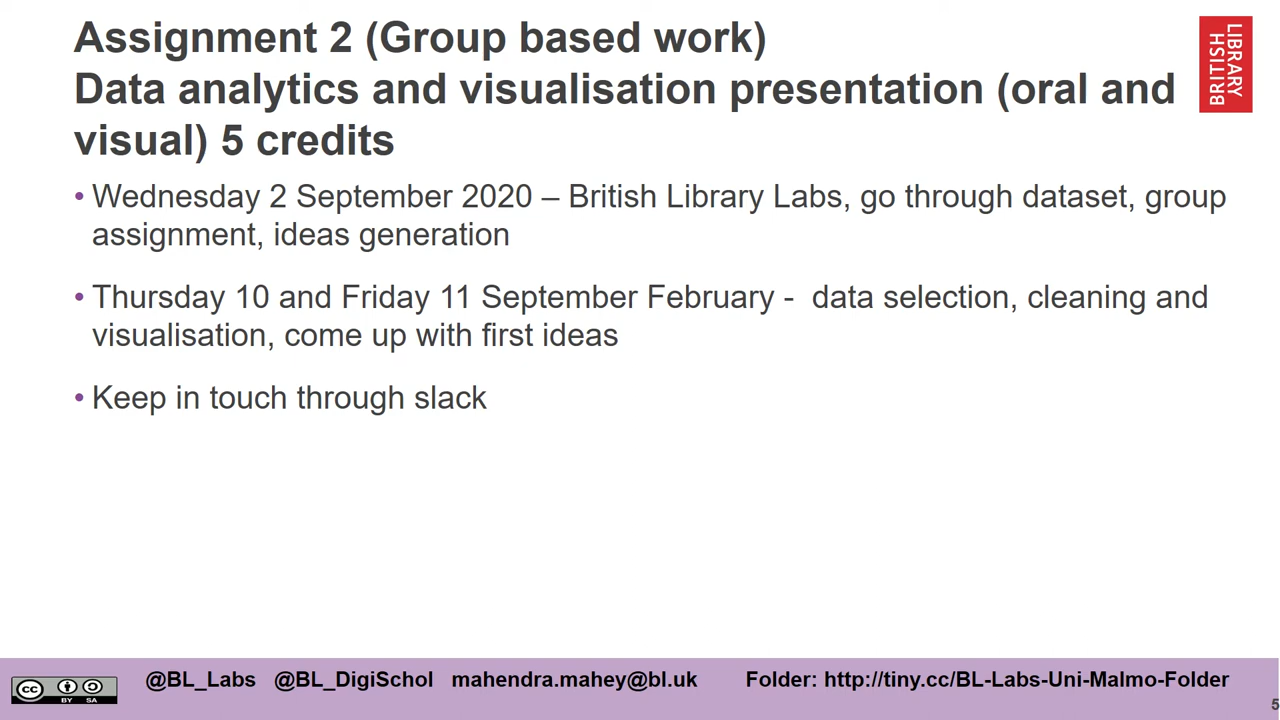 Assignment 2 (Group based work)
Data analytics and visualisation presentation (oral and
visual) 5 credits
BRITISH
LIBRARY
• Wednesday 2 September 2020 – British Library Labs, go through dataset, group
assignment, ideas generation
• Thursday 10 and Friday 11 September February -  data selection, cleaning and
visualisation, come up with first ideas
• Keep in touch through slack
cc BY SA
@BL_Labs @BL_DigiSchol mahendra.mahey@bl.uk Folder: http://tiny.cc/BL-Labs-Uni-Malmo-Folder
5